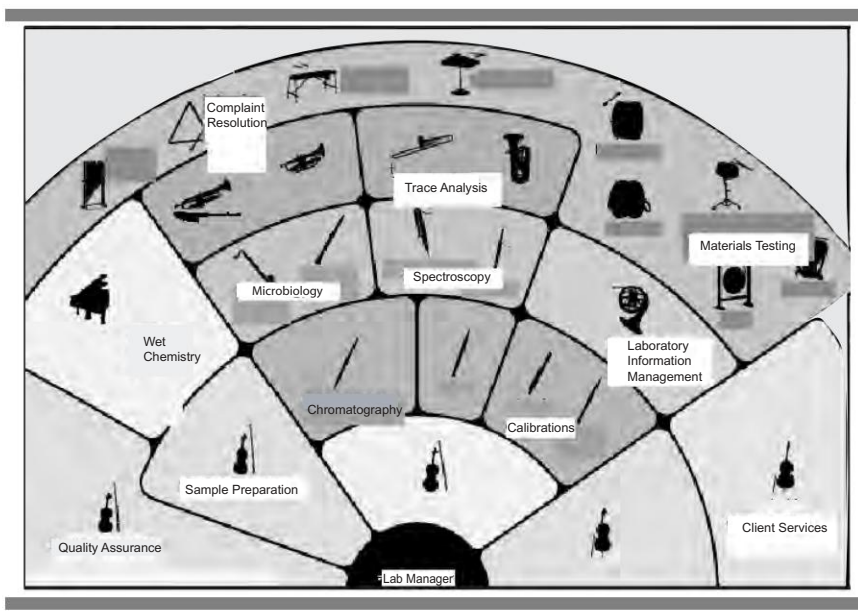 Complaint
Resolution
Trace Analysis
Materials Testing
Spectroscopy
Microbiology
Wet
Chemistry
Laboratory
Information
Management
Chromatography
Calibrations
Sample Preparation
Client Services
Quality Assurance
Lab Manager